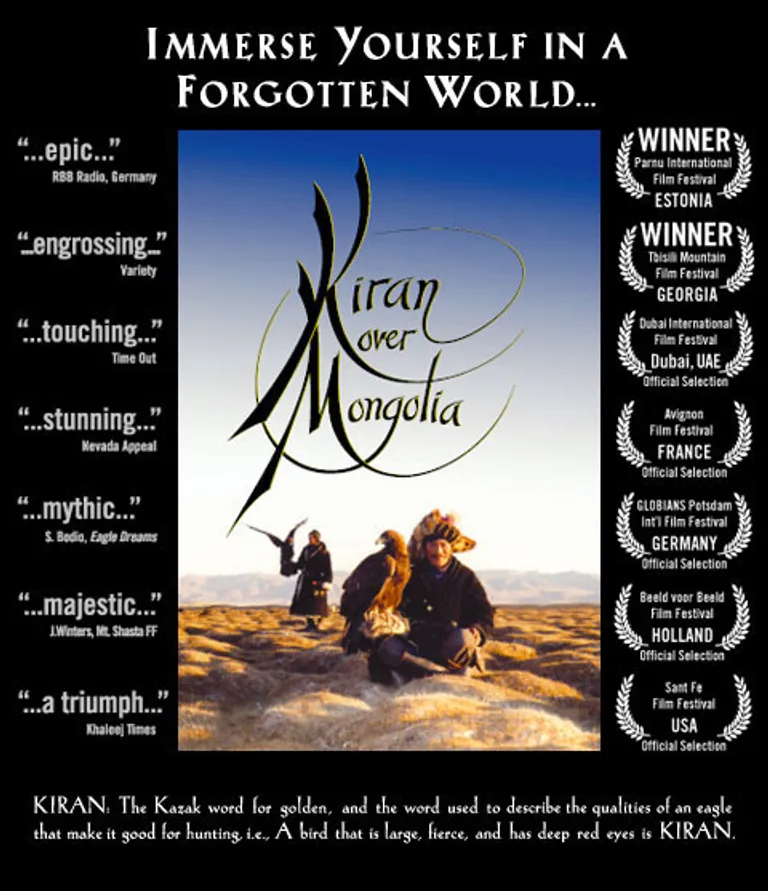 IMMERSE YOURSELF IN A
FORGOTTEN WORLD...
"...epic..."
RBB Radio, Germany
"...engrossing..."
Variety
"...touching..."
Time Out
"...stunning..."
Nevada Appeal
"...mythic..."
S. Bodio, Eagle Dreams
"...majestic..."
J.Winters, Mt. Shasta FF
"...a triumph..."
Khaleej Times
Kiran
over
Mongolia
WINNER
Parnu International
Film Festival
ESTONIA
WINNER
Tbisili Mountain
Film Festival
GEORGIA
Dubai International
Film Festival
Dubai, UAE
Official Selection
Avignon
Film Festival
FRANCE
Official Selection
GLOBIANS Potsdam
Int'l Film Festival
GERMANY
Official Selection
Beeld voor Beeld
Film Festival
HOLLAND
Official Selection
Sant Fe
Film Festival
USA
Official Selection
KIRAN: The Kazak word for golden, and the word used to describe the qualities of an eagle
that make it good for hunting, i.e., A bird that is large, fierce, and has deep red eyes is KIRAN.